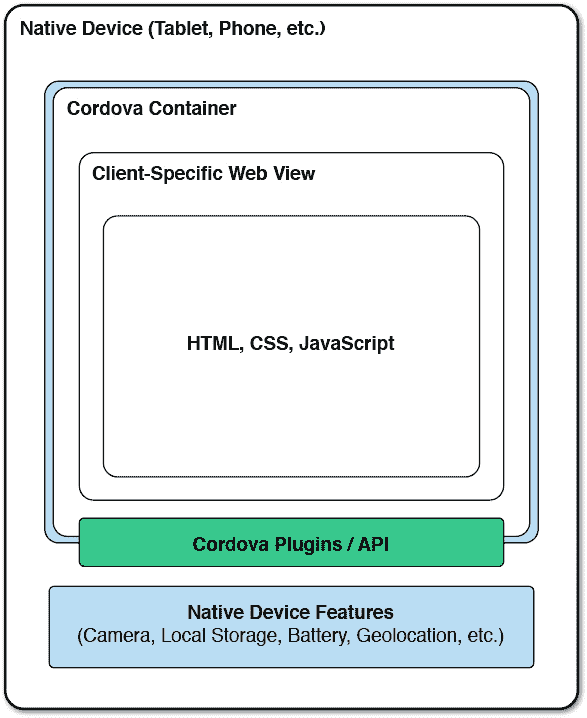 Native Device (Tablet, Phone, etc.)
Cordova Container
Client-Specific Web View
HTML, CSS, JavaScript
Cordova Plugins / API
Native Device Features
(Camera, Local Storage, Battery, Geolocation, etc.)